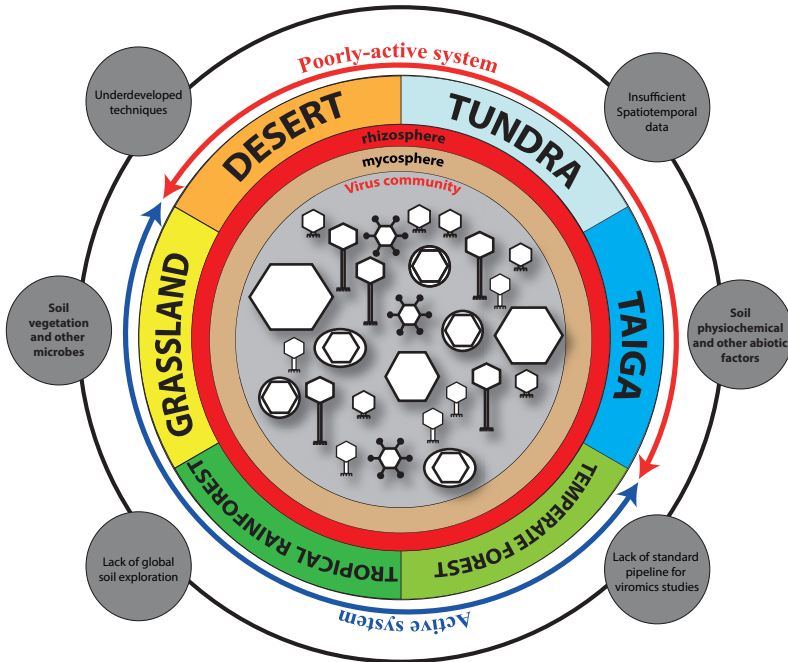 Poorly-active system
Underdeveloped
techniques
Insufficient
Spatiotemporal
data
DESERT
TUNDRA
rhizosphere
mycosphere
Virus community
GRASSLAND
TAIGA
Soil
vegetation
and other
microbes
Soil
physiochemical
and other abiotic
factors
TROPICAL RAINFOREST
TEMPERATE FOREST
Lack of global
soil exploration
Lack of standard
pipeline for
viromics studies
Active system